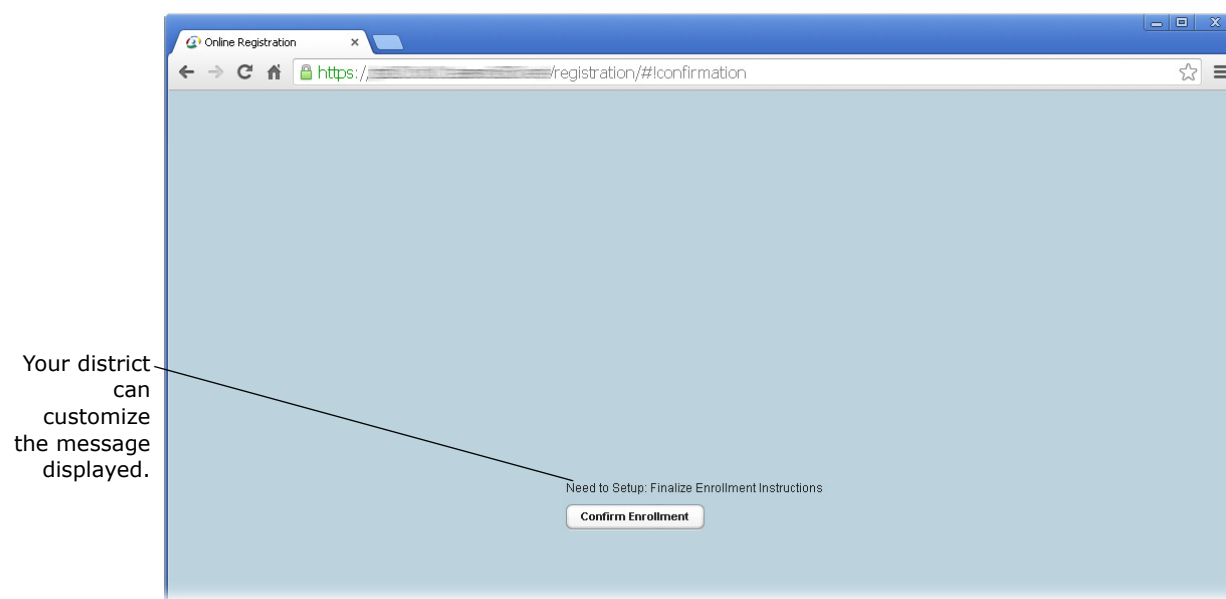 Online Registration
https:/ /registration/#!confirmation
Your district
can
customize
the message
displayed.
Need to Setup: Finalize Enrollment Instructions
Confirm Enrollment